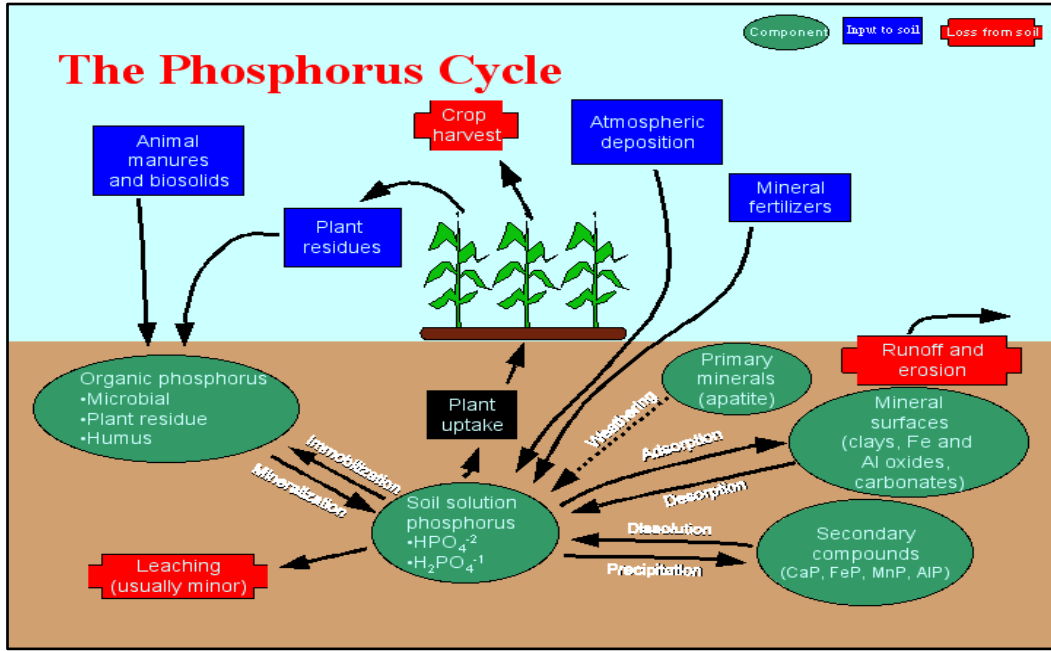 Component
Input to soil
Loss from soil
The Phosphorus Cycle
Animal
manures
and biosolids
Crop
harvest
Atmospheric
deposition
Mineral
fertilizers
Plant
residues
Runoff and
erosion
Organic phosphorus
•Microbial
•Plant residue
•Humus
Plant
uptake
Primary
minerals
(apatite)
Mineral
surfaces
(clays, Fe and
Al oxides,
carbonates)
Weathering
Adsorption
Desorption
Immobilization
Mineralization
Soil solution
phosphorus
•HPO₄⁻²
•H₂PO₄⁻¹
Dissolution
Precipitation
Secondary
compounds
(CaP, FeP, MnP, AlP)
Leaching
(usually minor)